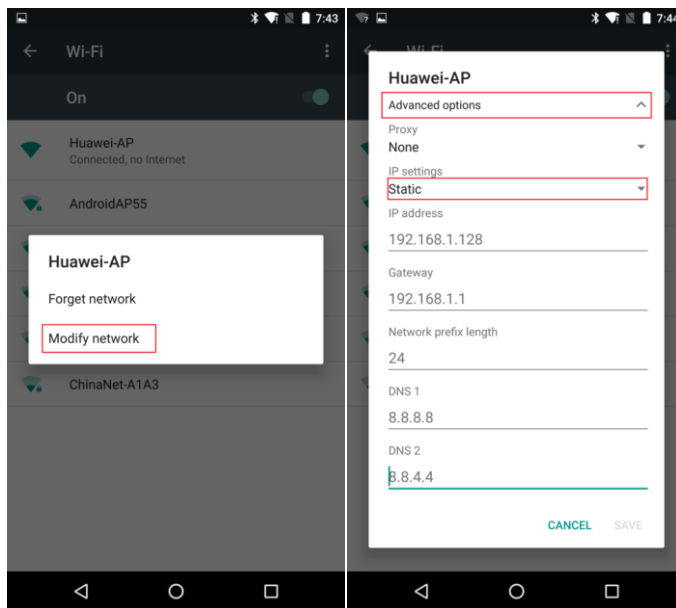 7:43
Wi-Fi
On
Huawei-AP
Connected, no Internet
AndroidAP55
Huawei-AP
Forget network
Modify network
ChinaNet-A1A3
7:44
Wi-Fi
Huawei-AP
Advanced options
Proxy
None
IP settings
Static
IP address
192.168.1.128
Gateway
192.168.1.1
Network prefix length
24
DNS 1
8.8.8.8
DNS 2
8.8.4.4
CANCEL
SAVE